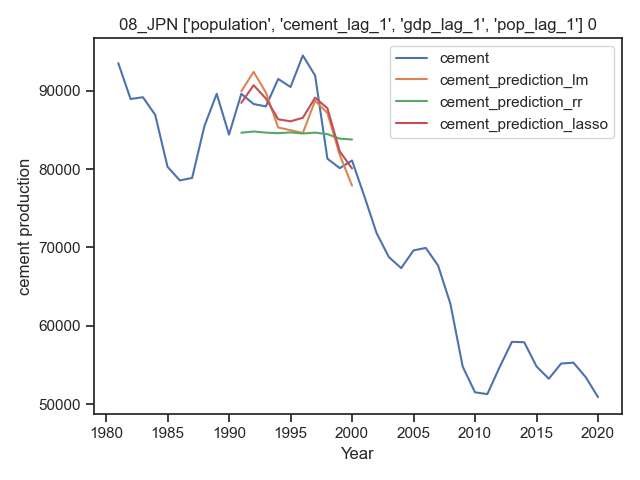 08_JPN ['population', 'cement_lag_1', 'gdp_lag_1', 'pop_lag_1'] 0
cement
cement_prediction_lm
cement_prediction_rr
cement_prediction_lasso
90000
80000
70000
60000
50000
cement production
1980 1985 1990 1995 2000 2005 2010 2015 2020
Year